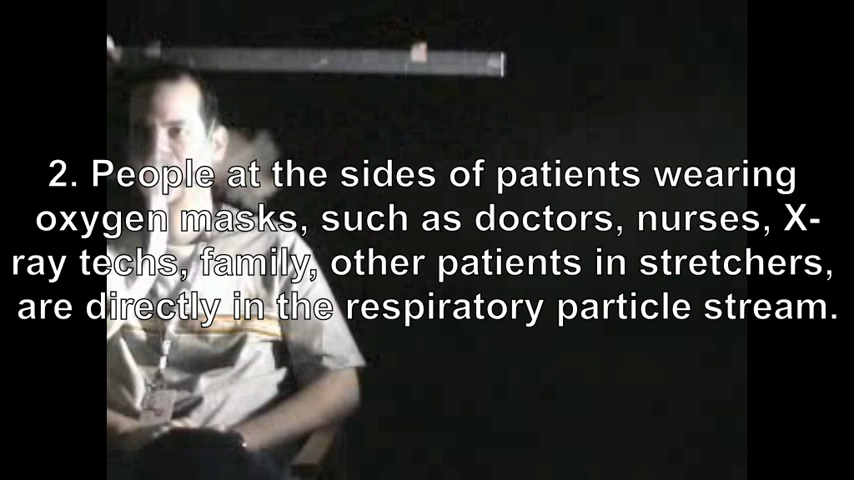 2. People at the sides of patients wearing
oxygen masks, such as doctors, nurses, X-
ray techs, family, other patients in stretchers,
are directly in the respiratory particle stream.